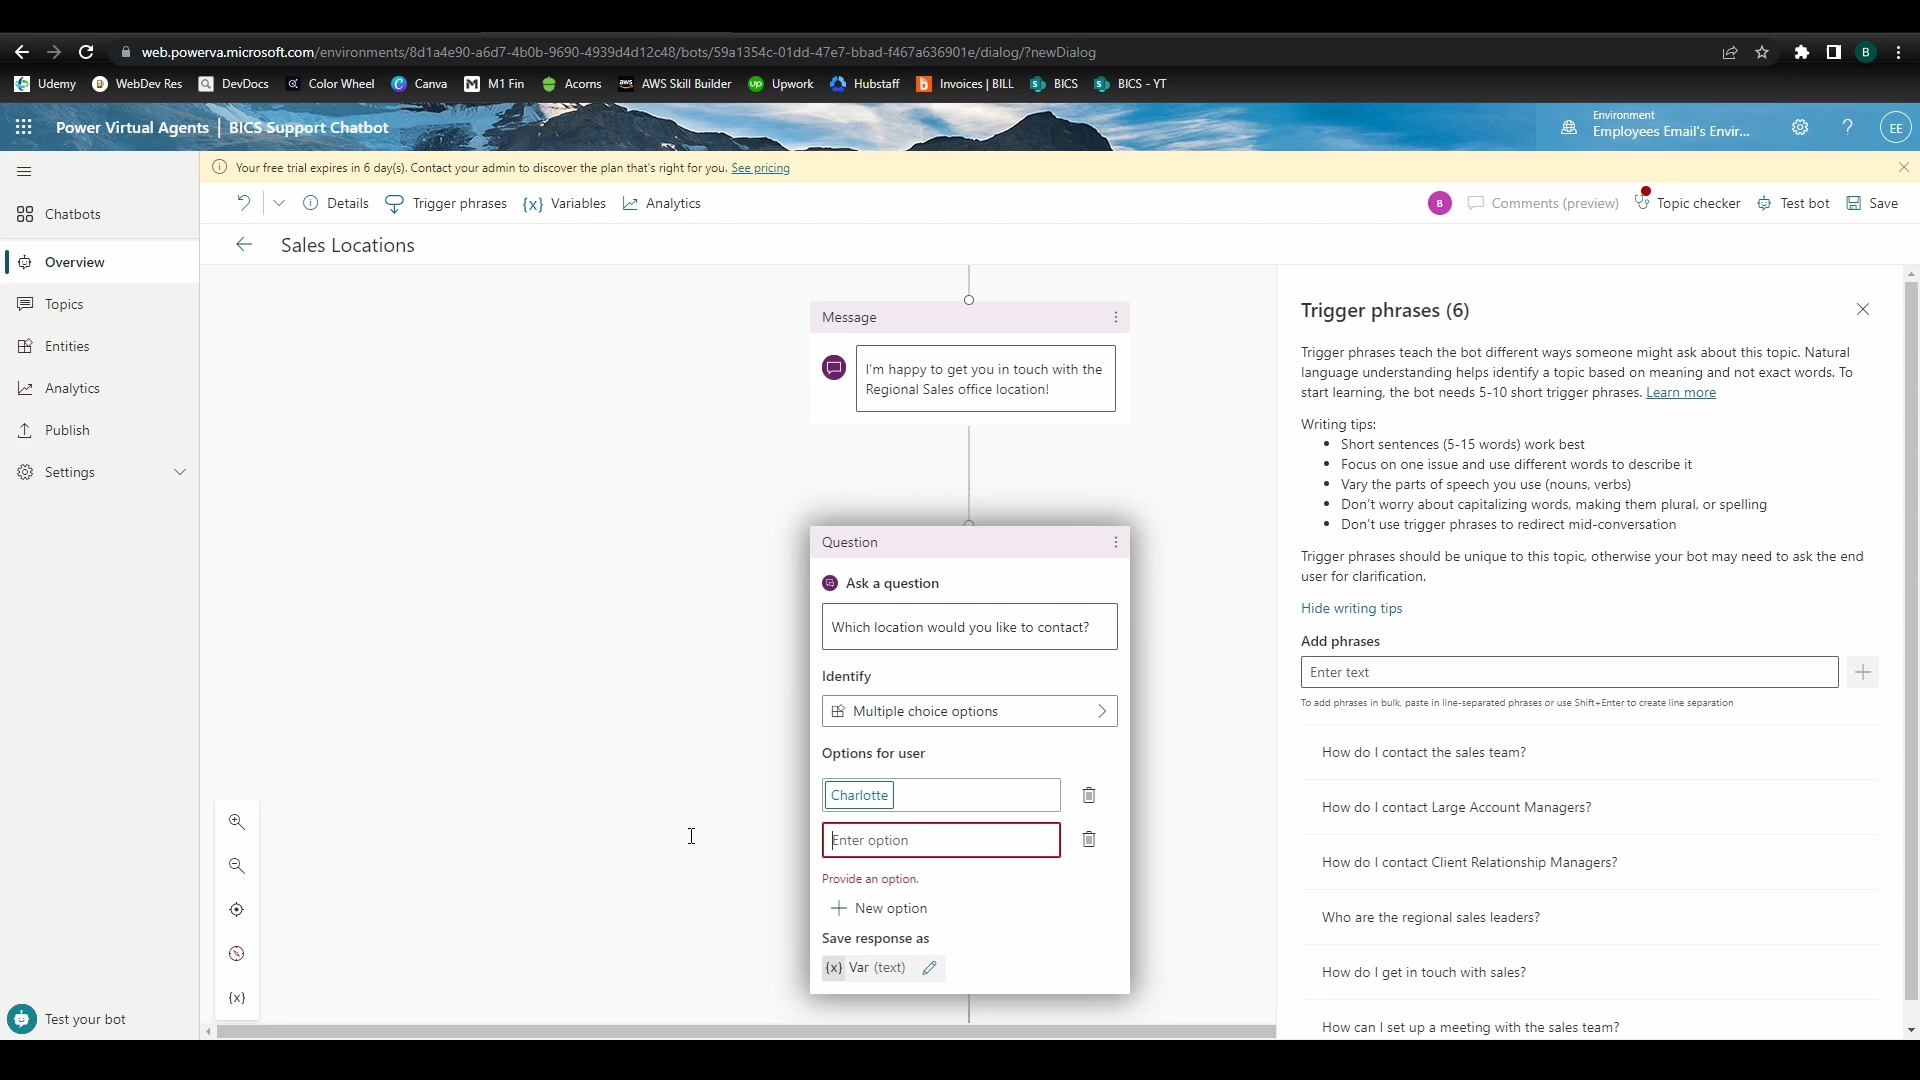 web.powerva.microsoft.com/environments/8d1a4e90-a6d7-4b0b-9690-4939d4d12c48/bots/59a1354c-01dd-47e7-bbad-f467a636901e/dialog/?newDialog
B
Udemy WebDev Res DevDocs Color Wheel Canva M1 Fin Acorns AWS Skill Builder Upwork Hubstaff Invoices | BILL BICS BICS - YT
Power Virtual Agents | BICS Support Chatbot
Environment
Employees Email's Envir...
EE
Your free trial expires in 6 day(s). Contact your admin to discover the plan that's right for you. See pricing
Details Trigger phrases {x} Variables Analytics
B Comments (preview) Topic checker Test bot Save
Sales Locations
Chatbots
Overview
Topics
Entities
Analytics
Publish
Settings
Test your bot
{x}
Message
I'm happy to get you in touch with the
Regional Sales office location!
Question
Ask a question
Which location would you like to contact?
Identify
Multiple choice options
Options for user
Charlotte
Enter option
Provide an option.
New option
Save response as
{x} Var (text)
Trigger phrases (6)
Trigger phrases teach the bot different ways someone might ask about this topic. Natural
language understanding helps identify a topic based on meaning and not exact words. To
start learning, the bot needs 5-10 short trigger phrases. Learn more
Writing tips:
• Short sentences (5-15 words) work best
• Focus on one issue and use different words to describe it
• Vary the parts of speech you use (nouns, verbs)
• Don't worry about capitalizing words, making them plural, or spelling
• Don't use trigger phrases to redirect mid-conversation
Trigger phrases should be unique to this topic, otherwise your bot may need to ask the end
user for clarification.
Hide writing tips
Add phrases
Enter text
To add phrases in bulk, paste in line-separated phrases or use Shift+Enter to create line separation
How do I contact the sales team?
How do I contact Large Account Managers?
How do I contact Client Relationship Managers?
Who are the regional sales leaders?
How do I get in touch with sales?
How can I set up a meeting with the sales team?